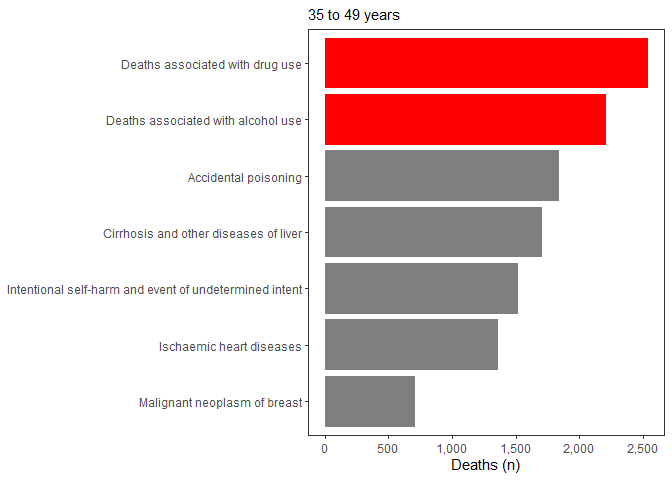 35 to 49 years
Deaths associated with drug use
Deaths associated with alcohol use
Accidental poisoning
Cirrhosis and other diseases of liver
Intentional self-harm and event of undetermined intent
Ischaemic heart diseases
Malignant neoplasm of breast
0 500 1,000 1,500 2,000 2,500
Deaths (n)